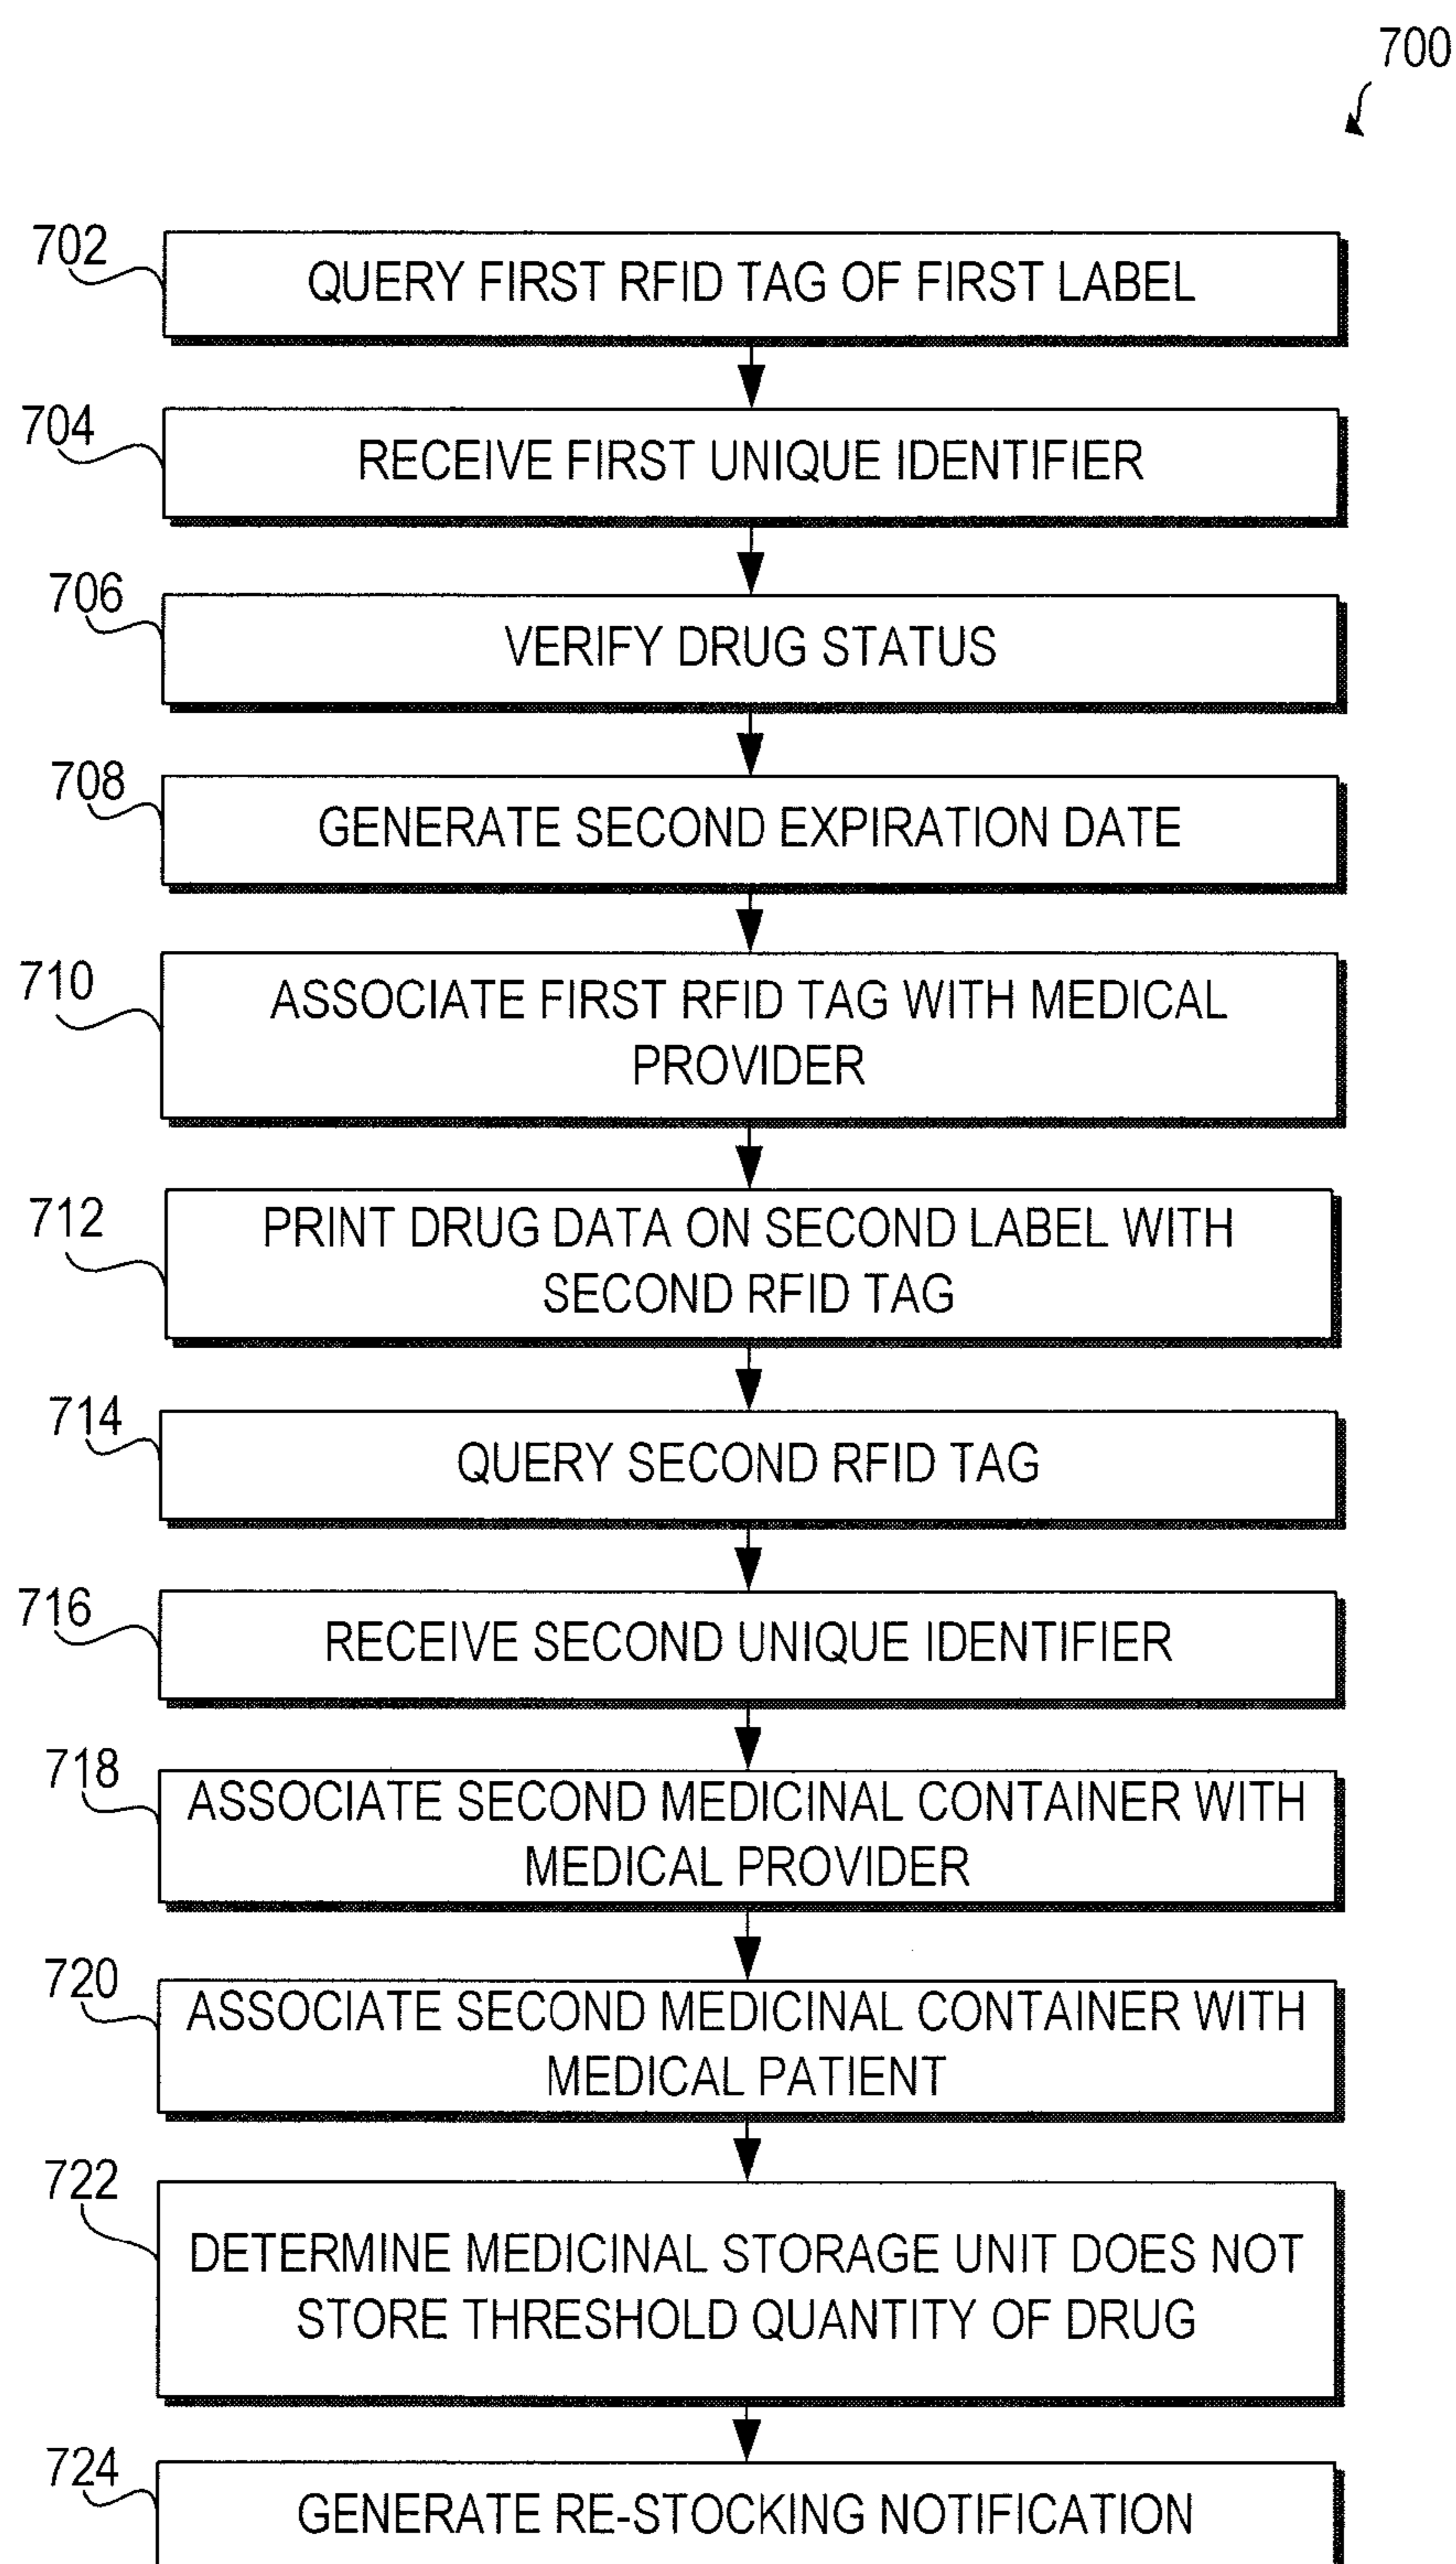 700
702
QUERY FIRST RFID TAG OF FIRST LABEL
704
RECEIVE FIRST UNIQUE IDENTIFIER
706
VERIFY DRUG STATUS
708
GENERATE SECOND EXPIRATION DATE
710
ASSOCIATE FIRST RFID TAG WITH MEDICAL
PROVIDER
712
PRINT DRUG DATA ON SECOND LABEL WITH
SECOND RFID TAG
714
QUERY SECOND RFID TAG
716
RECEIVE SECOND UNIQUE IDENTIFIER
718
ASSOCIATE SECOND MEDICINAL CONTAINER WITH
MEDICAL PROVIDER
720
ASSOCIATE SECOND MEDICINAL CONTAINER WITH
MEDICAL PATIENT
722
DETERMINE MEDICINAL STORAGE UNIT DOES NOT
STORE THRESHOLD QUANTITY OF DRUG
724
GENERATE RE-STOCKING NOTIFICATION